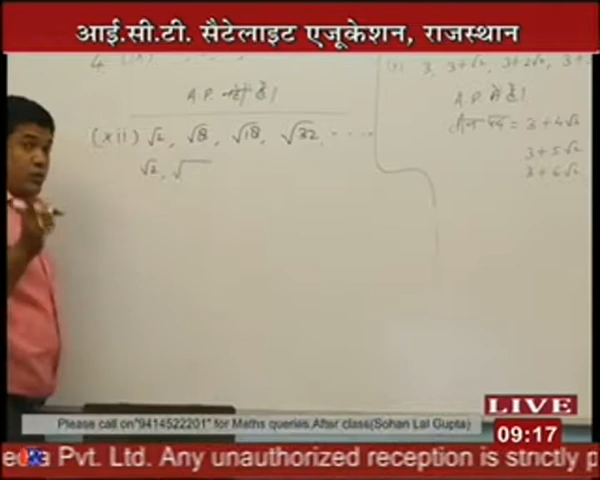 आई.सी.टी. सैटेलाइट एजूकेशन, राजस्थान
A.P. नहीं है।
(xii) √2, √8, √18, √32, ....
√2, √
3, 3+√2, 3+2√2, 3+3
A.P. में है।
तीन पद = 3+4√2
3+5√2
3+6√2
LIVE
Please call on"9414522201" for Maths queries.After class(Sohan Lal Gupta)
09:17
Pvt. Ltd. Any unauthorized reception is strictly p